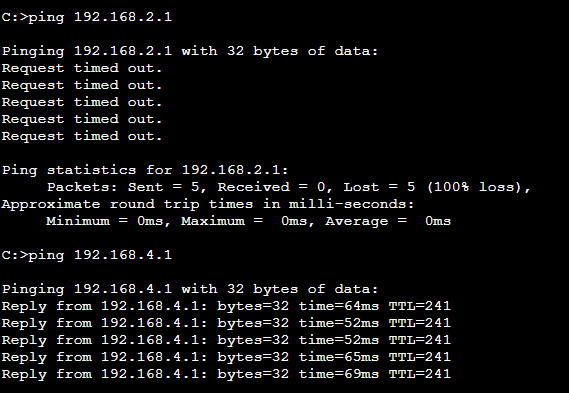 C:>ping 192.168.2.1
Pinging 192.168.2.1 with 32 bytes of data:
Request timed out.
Request timed out.
Request timed out.
Request timed out.
Request timed out.
Ping statistics for 192.168.2.1:
Packets: Sent = 5, Received = 0, Lost = 5 (100% loss),
Approximate round trip times in milli-seconds:
Minimum = 0ms, Maximum =  0ms, Average =  0ms
C:>ping 192.168.4.1
Pinging 192.168.4.1 with 32 bytes of data:
Reply from 192.168.4.1: bytes=32 time=64ms TTL=241
Reply from 192.168.4.1: bytes=32 time=52ms TTL=241
Reply from 192.168.4.1: bytes=32 time=52ms TTL=241
Reply from 192.168.4.1: bytes=32 time=65ms TTL=241
Reply from 192.168.4.1: bytes=32 time=69ms TTL=241